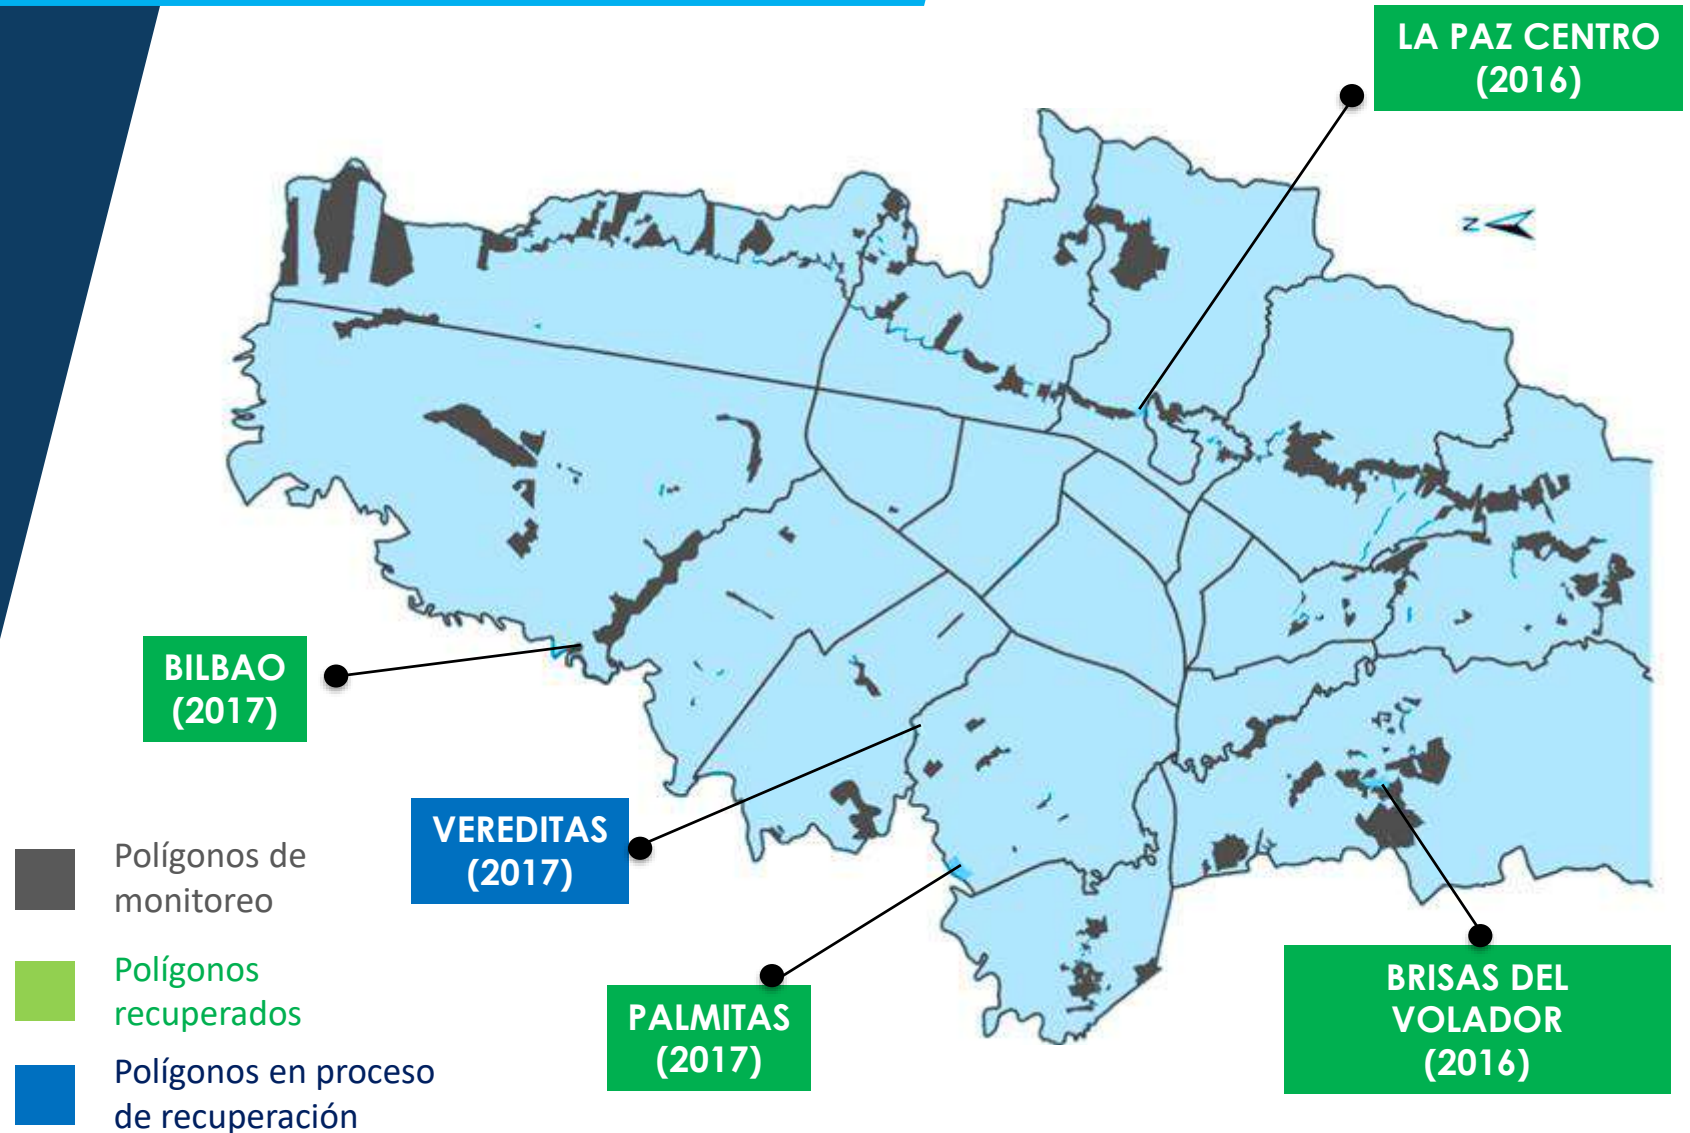 LA PAZ CENTRO
(2016)
N
BILBAO
(2017)
VEREDITAS
(2017)
PALMITAS
(2017)
BRISAS DEL
VOLADOR
(2016)
Polígonos de
monitoreo
Polígonos
recuperados
Polígonos en proceso
de recuperación